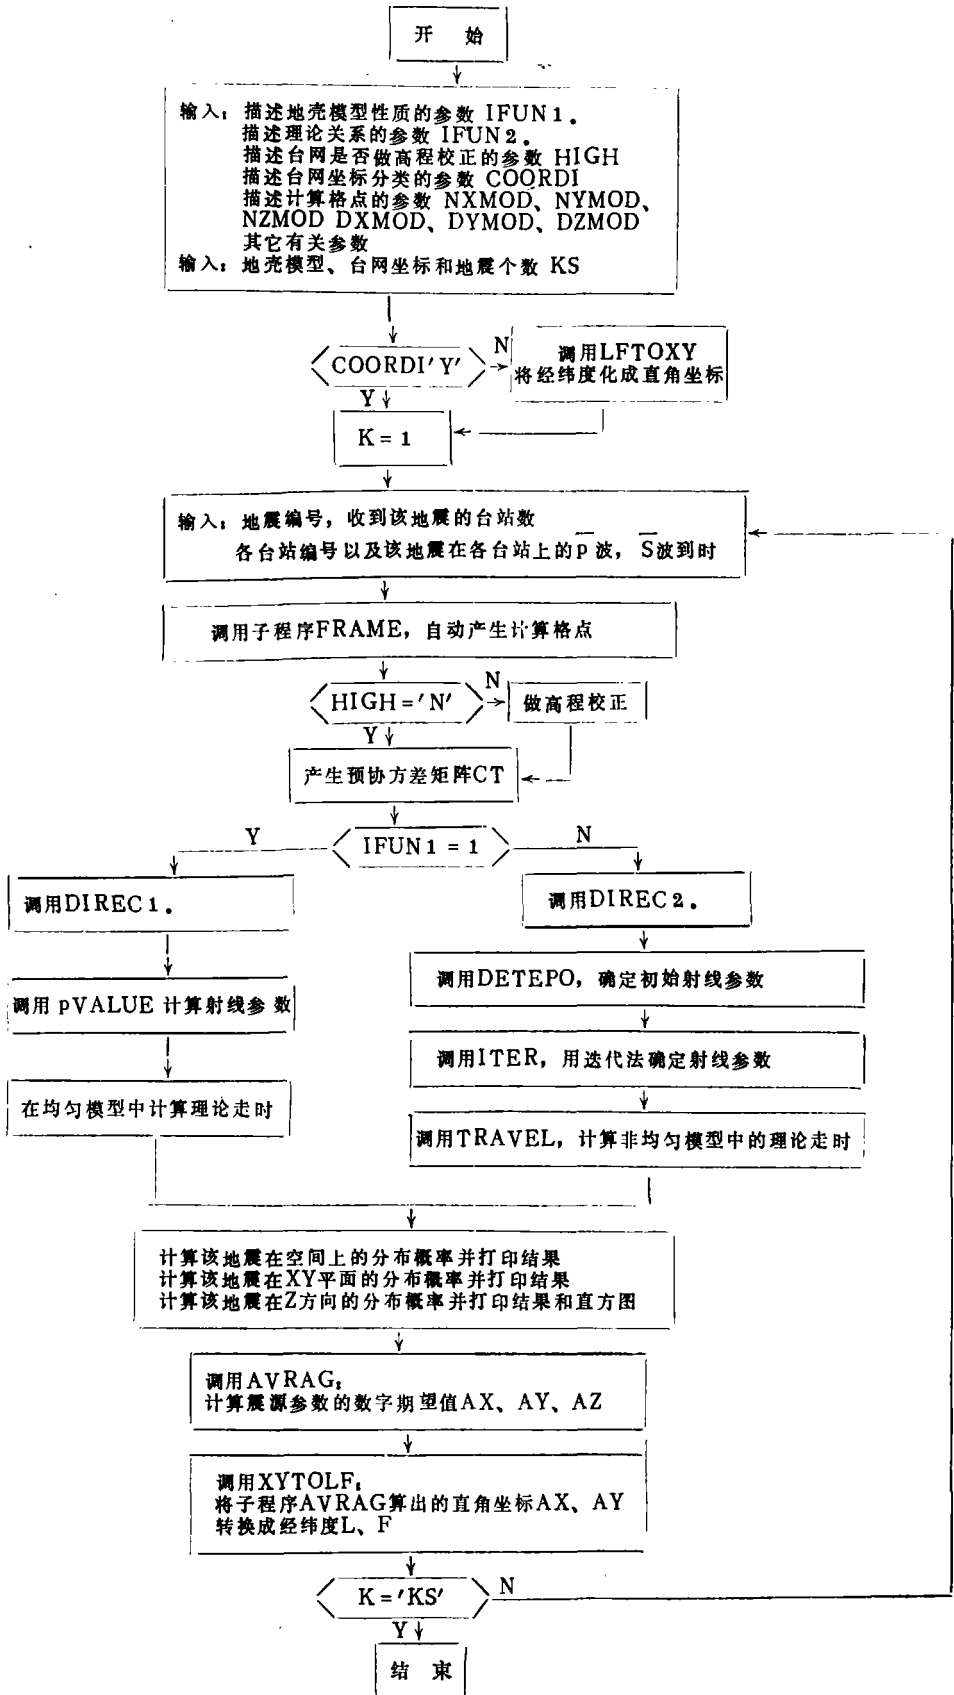 开 始
输入：描述地壳模型性质的参数 IFUN1。
描述理论关系的参数 IFUN2。
描述台网是否做高程校正的参数 HIGH
描述台网坐标分类的参数 COORDI
描述计算格点的参数 NXMOD、NYMOD、
NZMOD DXMOD、DYMOD、DZMOD
其它有关参数
输入：地壳模型、台网坐标和地震个数 KS
COORDI'Y'
N
调用LFTOXY
将经纬度化成直角坐标
Y
K=1
输入：地震编号，收到该地震的台站数
各台站编号以及该地震在各台站上的p̄波，S̄波到时
调用子程序FRAME，自动产生计算格点
HIGH='N'
N
做高程校正
Y
产生预协方差矩阵CT
Y
IFUN1=1
N
调用DIREC1。
调用DIREC2。
调用 pVALUE 计算射线参数
调用DETEPO，确定初始射线参数
调用ITER，用迭代法确定射线参数
在均匀模型中计算理论走时
调用TRAVEL，计算非均匀模型中的理论走时
计算该地震在空间上的分布概率并打印结果
计算该地震在XY平面的分布概率并打印结果
计算该地震在Z方向的分布概率并打印结果和直方图
调用AVRAG；
计算震源参数的数字期望值AX、AY、AZ
调用XYTOLF；
将子程序AVRAG算出的直角坐标AX、AY
转换成经纬度L、F
K='KS'
N
Y
结 束